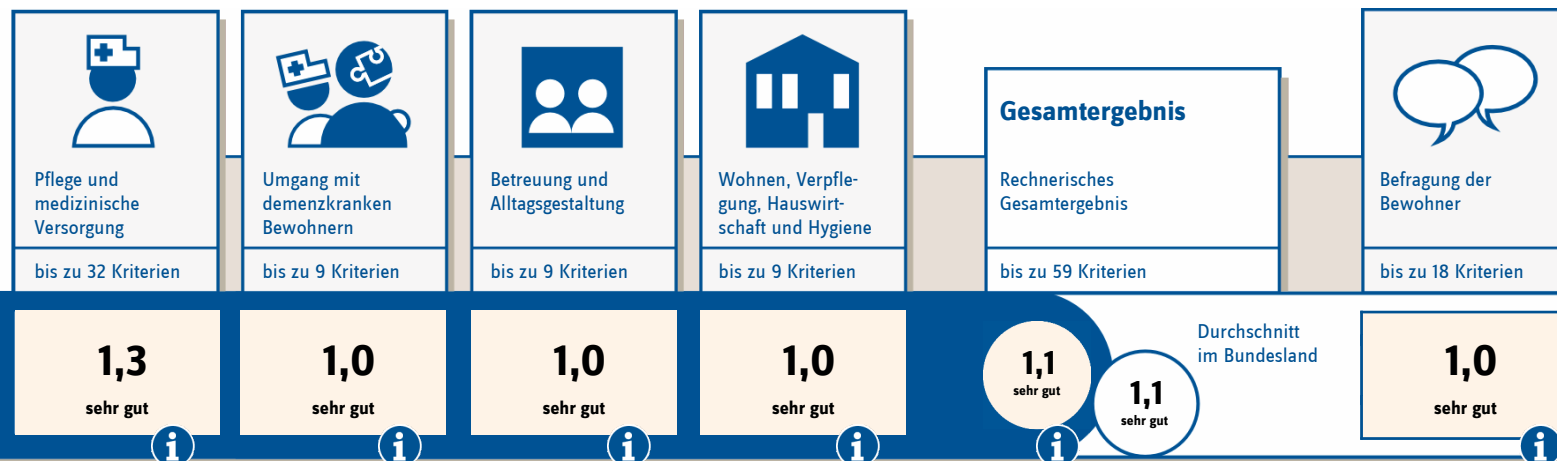 Pflege und
medizinische
Versorgung
bis zu 32 Kriterien
1,3
sehr gut
i
Umgang mit
demenzkranken
Bewohnern
bis zu 9 Kriterien
1,0
sehr gut
i
Betreuung und
Alltagsgestaltung
bis zu 9 Kriterien
1,0
sehr gut
i
Wohnen, Verpfle-
gung, Hauswirt-
schaft und Hygiene
bis zu 9 Kriterien
1,0
sehr gut
i
Gesamtergebnis
Rechnerisches
Gesamtergebnis
bis zu 59 Kriterien
1,1
sehr gut
i
Durchschnitt
im Bundesland
1,1
sehr gut
Befragung der
Bewohner
bis zu 18 Kriterien
1,0
sehr gut
i